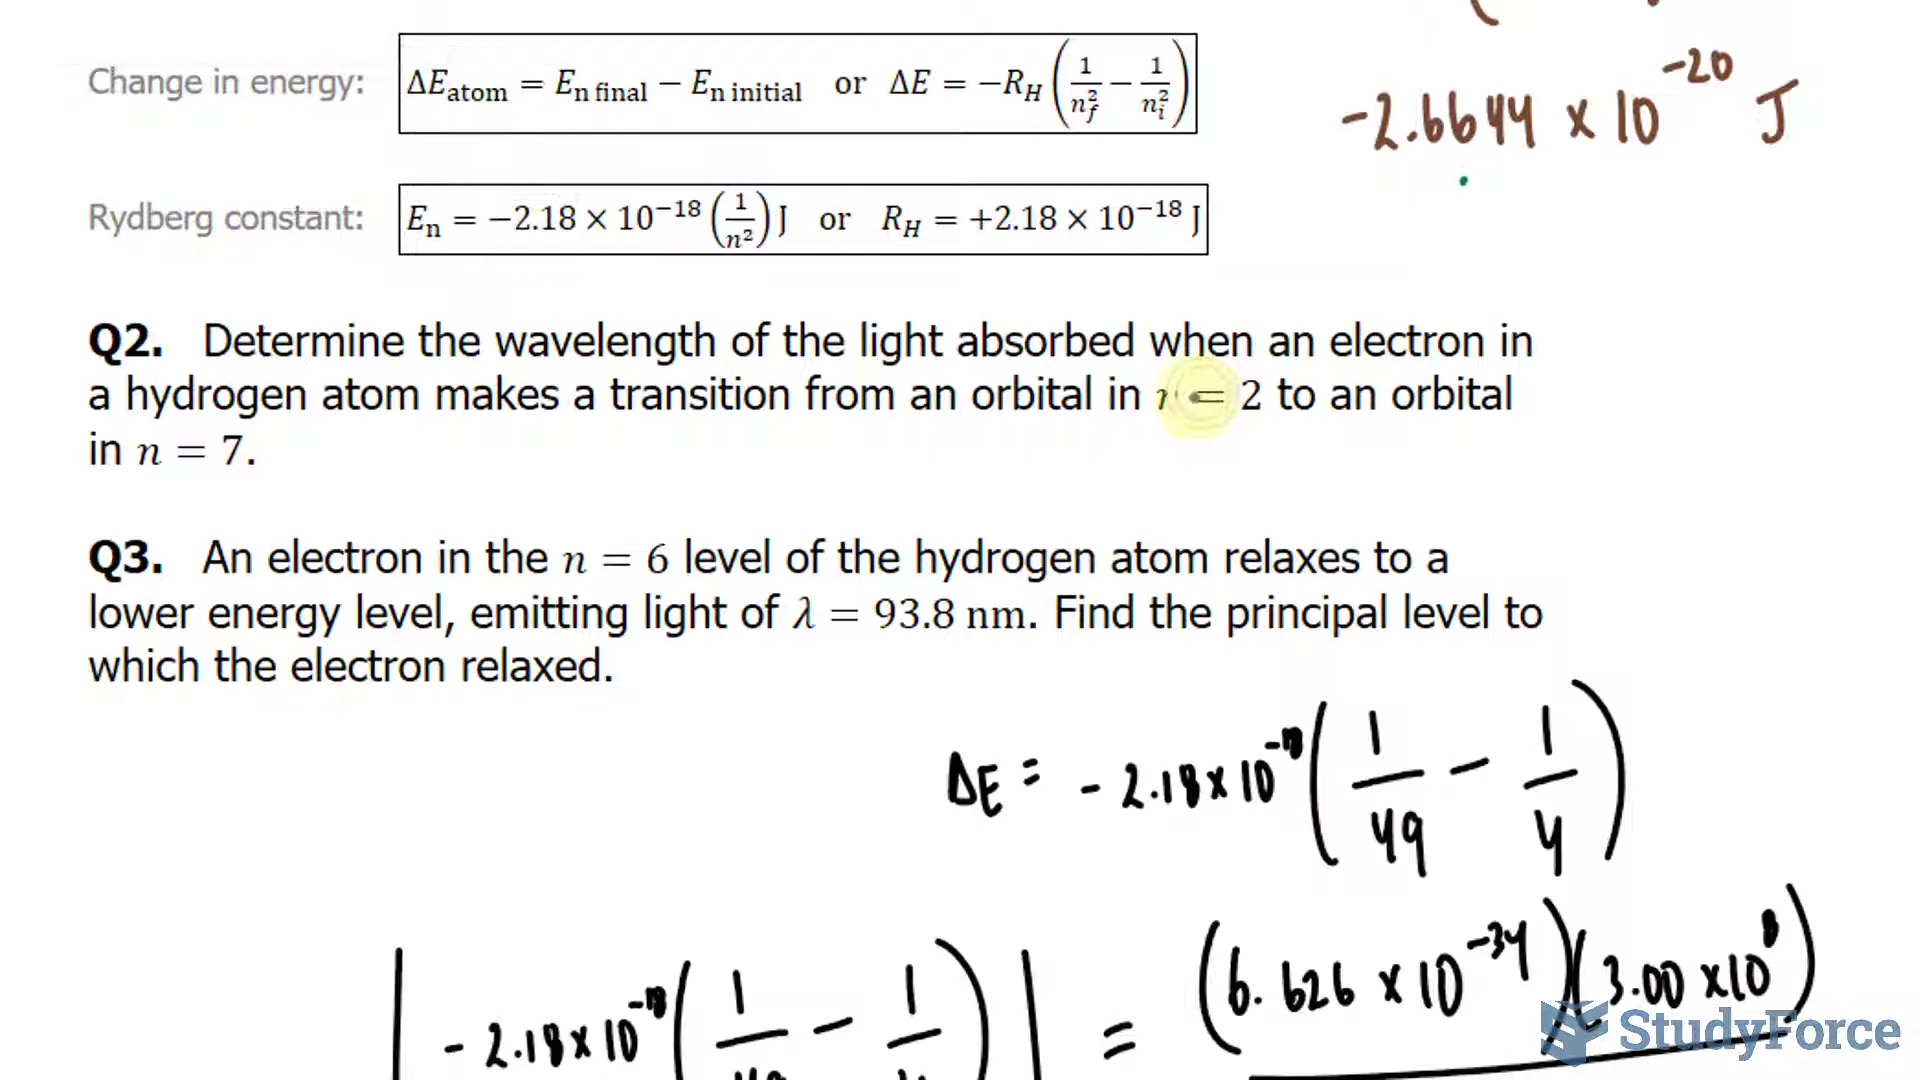 Change in energy: ΔE_atom = E_n final − E_n initial or ΔE = −R_H (1/n_f² − 1/n_i²)
-2.6644 x 10^-20 J
Rydberg constant: E_n = −2.18 × 10^−18 (1/n²) J or R_H = +2.18 × 10^−18 J
Q2. Determine the wavelength of the light absorbed when an electron in
a hydrogen atom makes a transition from an orbital in n = 2 to an orbital
in n = 7.
Q3. An electron in the n = 6 level of the hydrogen atom relaxes to a
lower energy level, emitting light of λ = 93.8 nm. Find the principal level to
which the electron relaxed.
ΔE = -2.18 x 10^-18 (1/49 - 1/4)
|-2.18 x 10^-18 (1/49 - 1/4)| = (6.626 x 10^-34)(3.00 x 10^8)
StudyForce